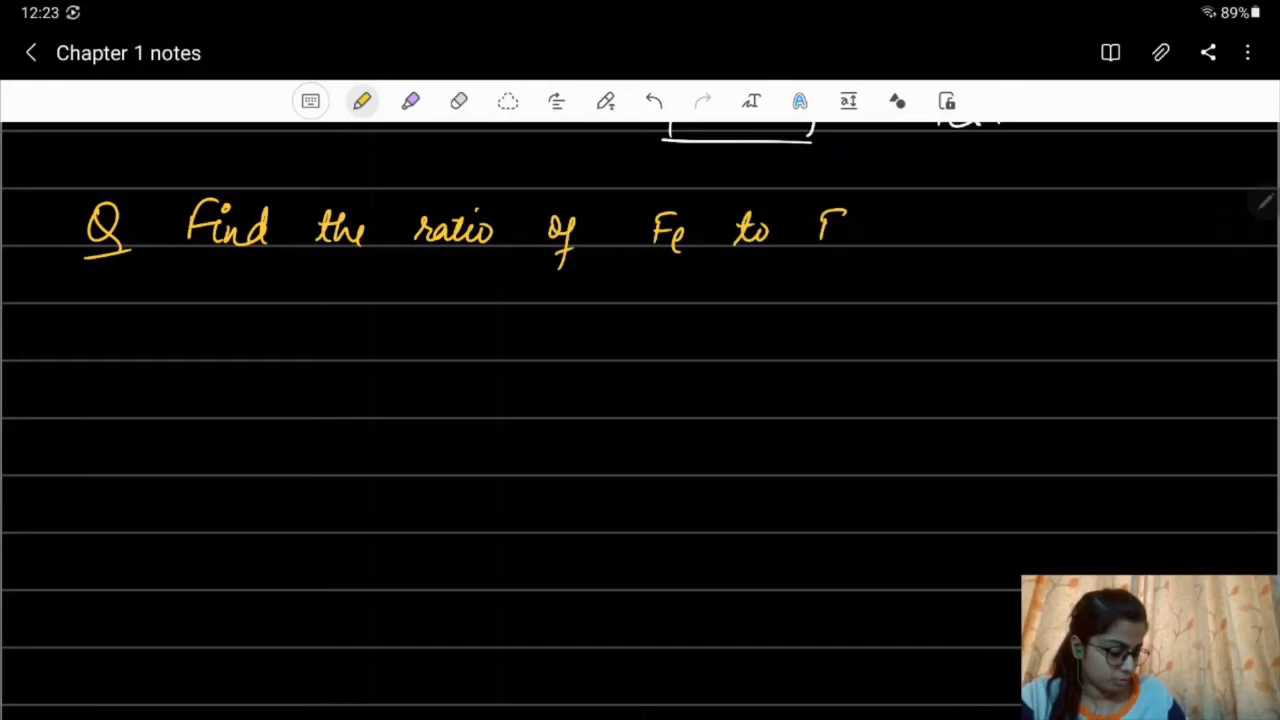 12:23
89%
Chapter 1 notes
Q Find the ratio of Fe to